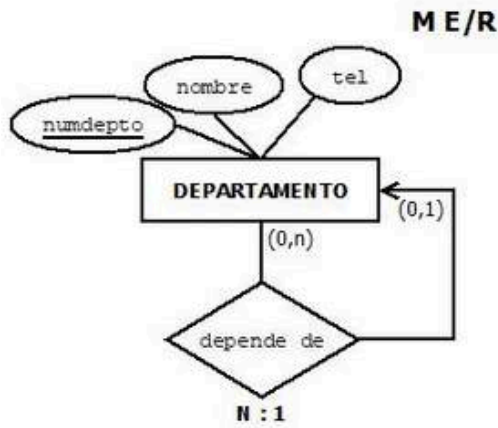 M E/R
nombre
tel
numdepto
DEPARTAMENTO
(0,n)
(0,1)
depende de
N : 1